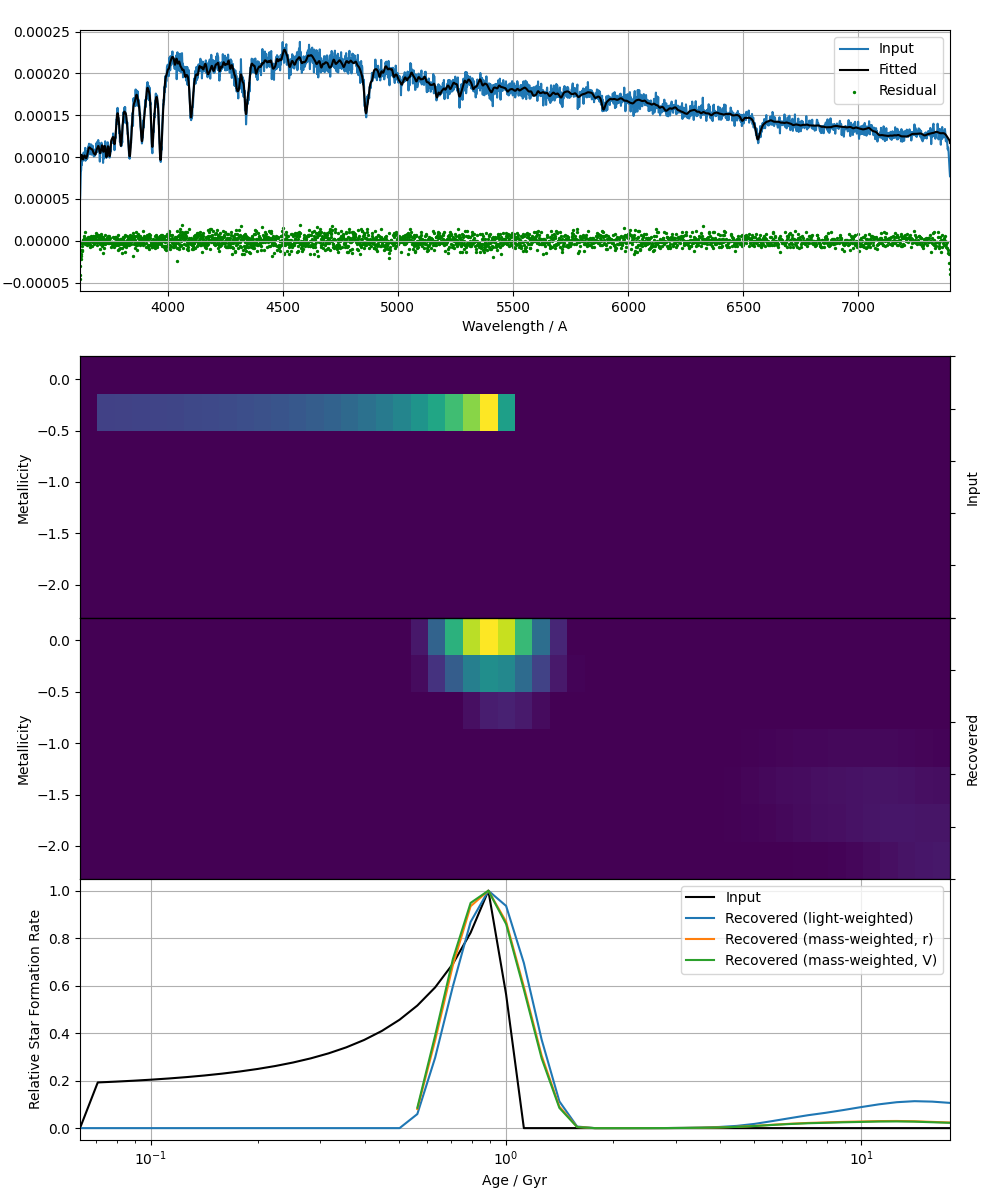 0.00025
0.00020
0.00015
0.00010
0.00005
0.00000
−0.00005
Input
Fitted
Residual
4000 4500 5000 5500 6000 6500 7000
Wavelength / A
0.0
−0.5
−1.0
−1.5
−2.0
Metallicity
Input
0.0
−0.5
−1.0
−1.5
−2.0
Metallicity
Recovered
1.0
0.8
0.6
0.4
0.2
0.0
Relative Star Formation Rate
Input
Recovered (light-weighted)
Recovered (mass-weighted, r)
Recovered (mass-weighted, V)
10⁻¹ 10⁰ 10¹
Age / Gyr